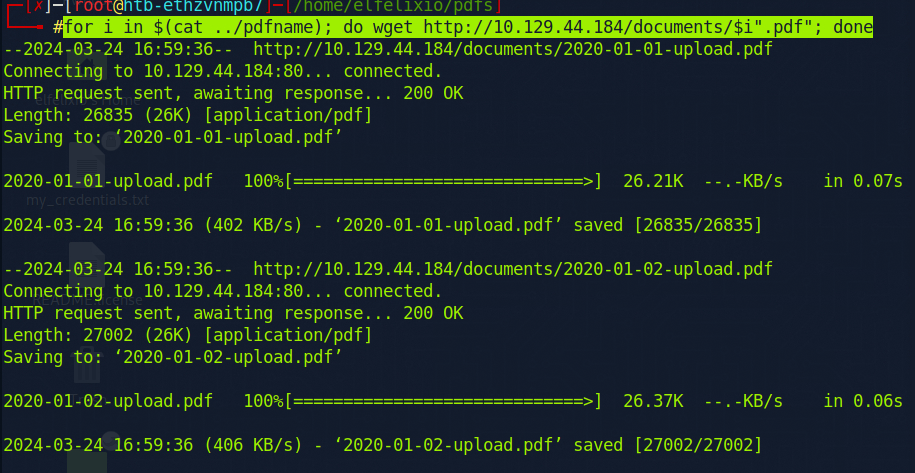 [✗]─[root@htb-ethzvnmpb7]─[/home/elfelixio/pdfs]
#for i in $(cat ../pdfname); do wget http://10.129.44.184/documents/$i".pdf"; done
--2024-03-24 16:59:36--  http://10.129.44.184/documents/2020-01-01-upload.pdf
Connecting to 10.129.44.184:80... connected.
HTTP request sent, awaiting response... 200 OK
Length: 26835 (26K) [application/pdf]
Saving to: ‘2020-01-01-upload.pdf’
my_credentials.txt
2020-01-01-upload.pdf   100%[=============================>]  26.21K  --.-KB/s    in 0.07s
2024-03-24 16:59:36 (402 KB/s) - ‘2020-01-01-upload.pdf’ saved [26835/26835]
--2024-03-24 16:59:36--  http://10.129.44.184/documents/2020-01-02-upload.pdf
Connecting to 10.129.44.184:80... connected.
HTTP request sent, awaiting response... 200 OK
Length: 27002 (26K) [application/pdf]
Saving to: ‘2020-01-02-upload.pdf’
2020-01-02-upload.pdf   100%[=============================>]  26.37K  --.-KB/s    in 0.06s
2024-03-24 16:59:36 (406 KB/s) - ‘2020-01-02-upload.pdf’ saved [27002/27002]